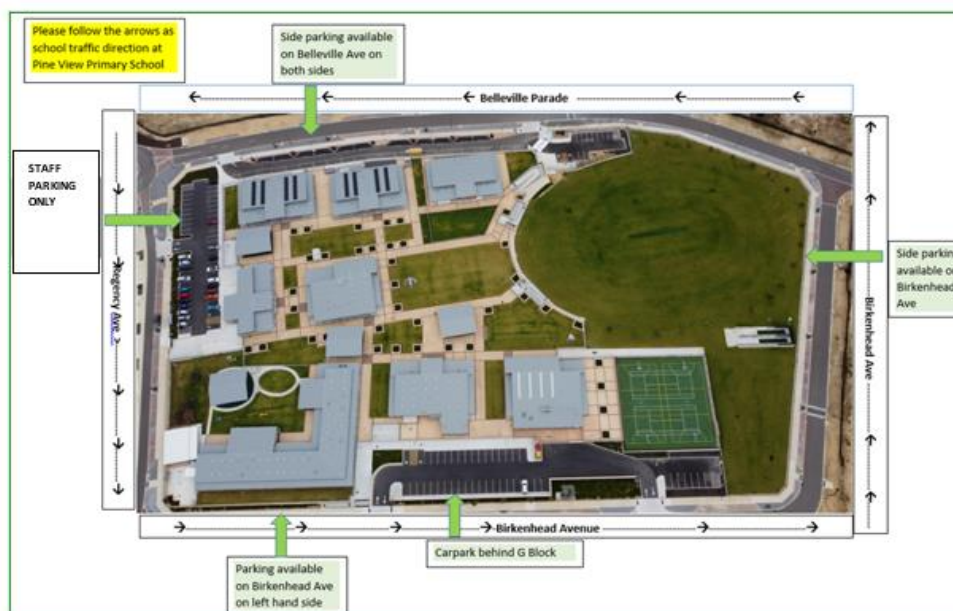 Please follow the arrows as
school traffic direction at
Pine View Primary School
Side parking available
on Belleville Ave on
both sides
Belleville Parade
STAFF
PARKING
ONLY
Regency Ave
Side parking
available
Birkenhead
Ave
Birkenhead Ave
Birkenhead Avenue
Carpark behind G Block
Parking available
on Birkenhead Ave
on left hand side